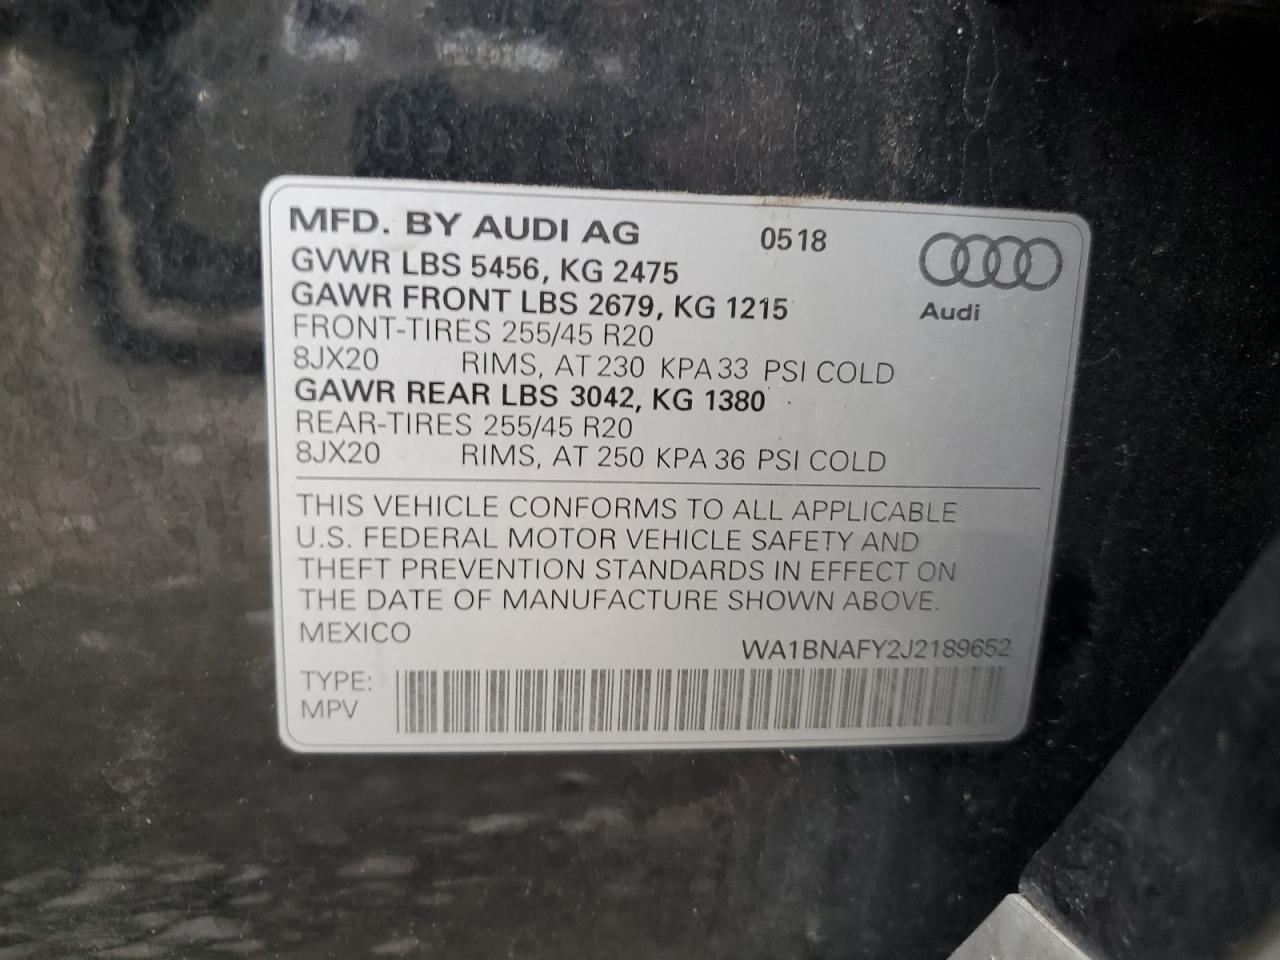 MFD. BY AUDI AG 0518
GVWR LBS 5456, KG 2475
GAWR FRONT LBS 2679, KG 1215
Audi
FRONT-TIRES 255/45 R20
8JX20 RIMS, AT 230 KPA 33 PSI COLD
GAWR REAR LBS 3042, KG 1380
REAR-TIRES 255/45 R20
8JX20 RIMS, AT 250 KPA 36 PSI COLD
THIS VEHICLE CONFORMS TO ALL APPLICABLE
U.S. FEDERAL MOTOR VEHICLE SAFETY AND
THEFT PREVENTION STANDARDS IN EFFECT ON
THE DATE OF MANUFACTURE SHOWN ABOVE.
MEXICO
WA1BNAFY2J2189652
TYPE:
MPV